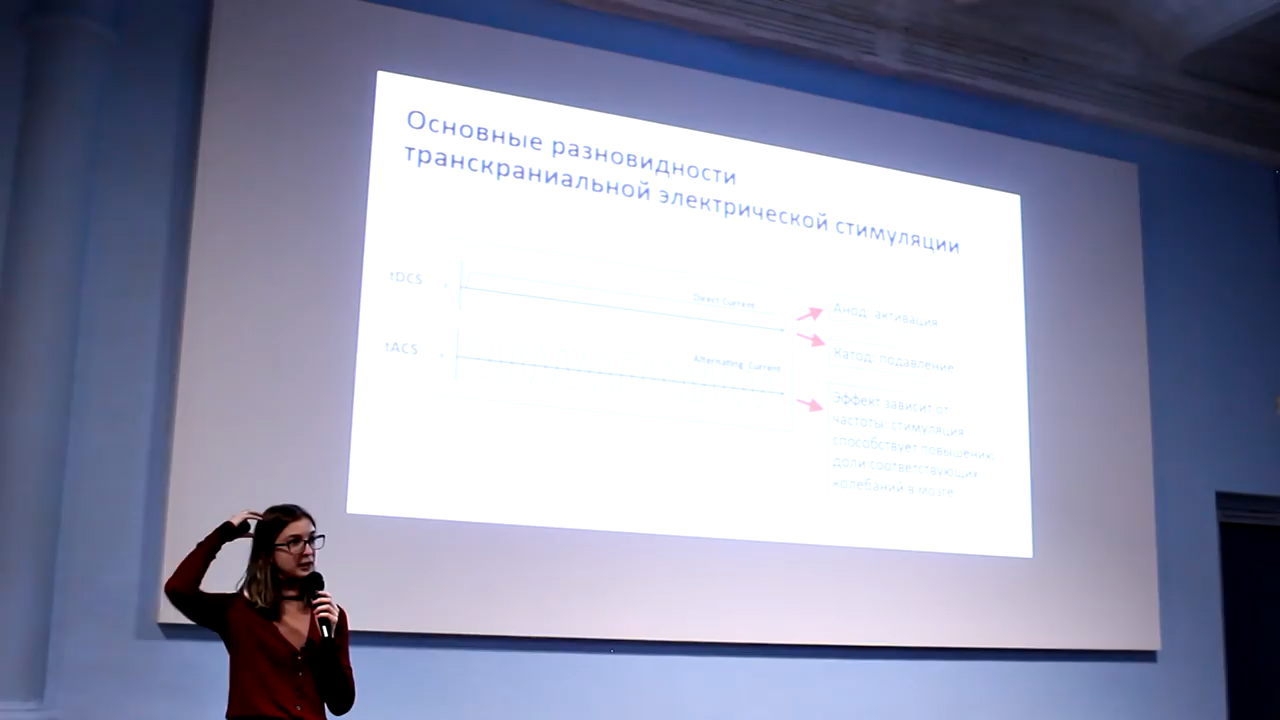 Основные разновидности
транскраниальной электрической стимуляции
tDCS
Direct Current
Анод: активация
Катод: подавление
tACS
Alternating Current
Эффект зависит от
частоты: стимуляция
способствует повышению
доли соответствующих
колебаний в мозге